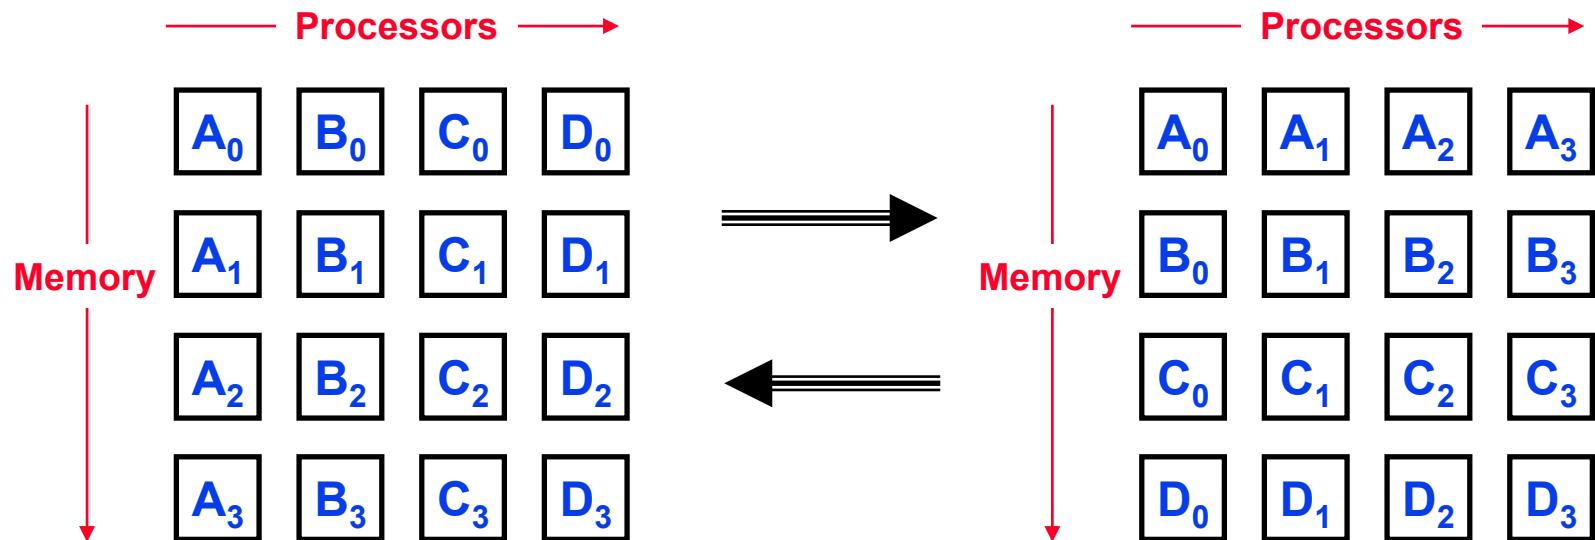 Processors Processors
A0 B0 C0 D0 A0 A1 A2 A3
A1 B1 C1 D1 B0 B1 B2 B3
Memory Memory
A2 B2 C2 D2 C0 C1 C2 C3
A3 B3 C3 D3 D0 D1 D2 D3